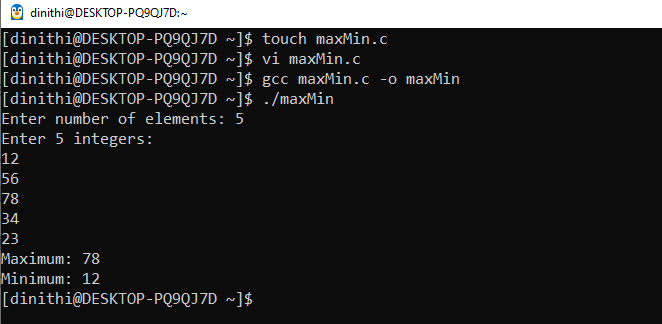 dinithi@DESKTOP-PQ9QJ7D:~
[dinithi@DESKTOP-PQ9QJ7D ~]$ touch maxMin.c
[dinithi@DESKTOP-PQ9QJ7D ~]$ vi maxMin.c
[dinithi@DESKTOP-PQ9QJ7D ~]$ gcc maxMin.c -o maxMin
[dinithi@DESKTOP-PQ9QJ7D ~]$ ./maxMin
Enter number of elements: 5
Enter 5 integers:
12
56
78
34
23
Maximum: 78
Minimum: 12
[dinithi@DESKTOP-PQ9QJ7D ~]$